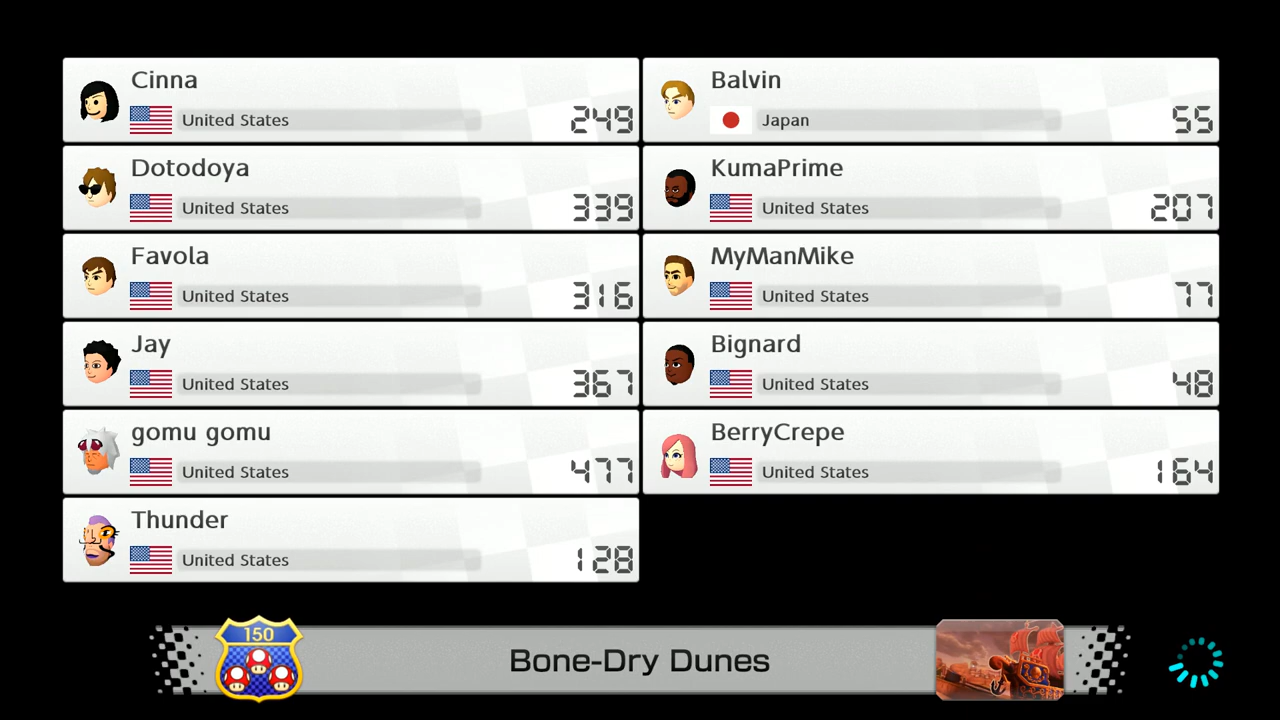 Cinna
United States
249
Dotodoya
United States
339
Favola
United States
316
Jay
United States
367
gomu gomu
United States
477
Thunder
United States
128
Balvin
Japan
55
KumaPrime
United States
207
MyManMike
United States
77
Bignard
United States
48
BerryCrepe
United States
164
150
Bone-Dry Dunes